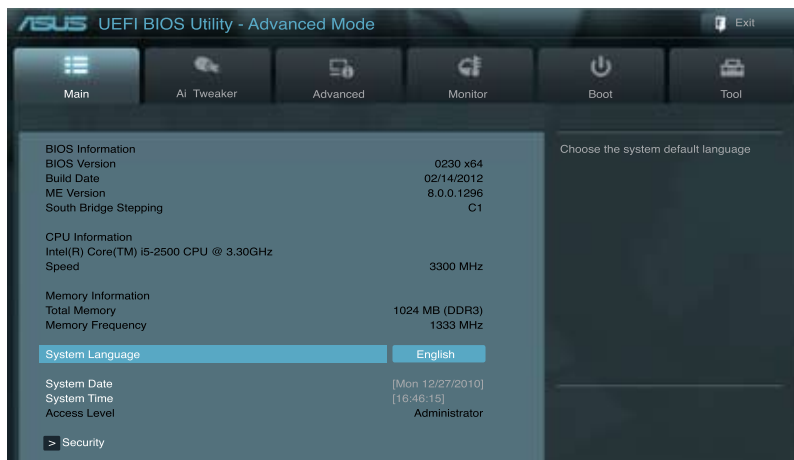 ASUS UEFI BIOS Utility - Advanced Mode
Exit
Main
Ai Tweaker
Advanced
Monitor
Boot
Tool
BIOS Information
BIOS Version 0230 x64
Build Date 02/14/2012
ME Version 8.0.0.1296
South Bridge Stepping C1
CPU Information
Intel(R) Core(TM) i5-2500 CPU @ 3.30GHz
Speed 3300 MHz
Memory Information
Total Memory 1024 MB (DDR3)
Memory Frequency 1333 MHz
System Language English
System Date [Mon 12/27/2010]
System Time [16:46:15]
Access Level Administrator
> Security
Choose the system default language